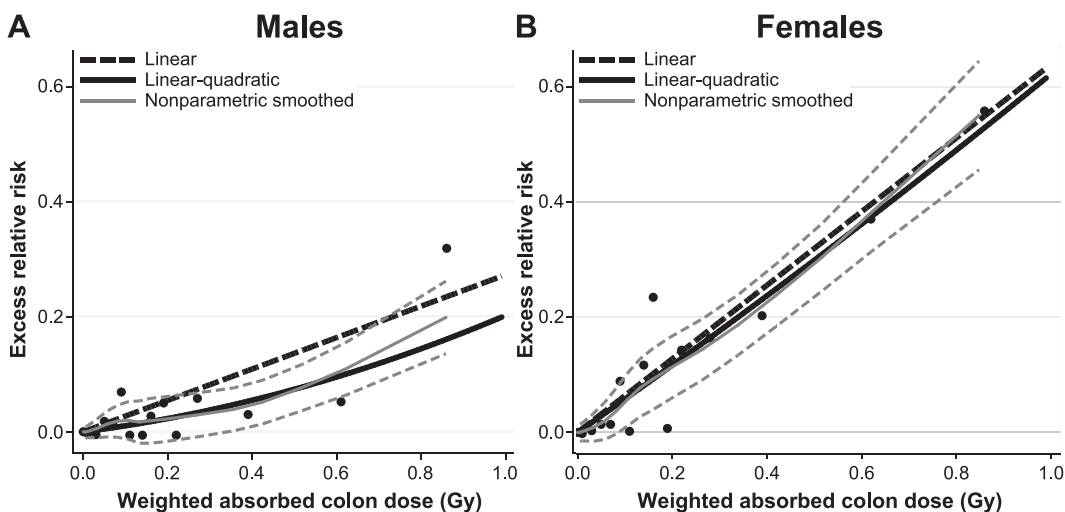 A
Males
Linear
Linear-quadratic
Nonparametric smoothed
0.6
0.4
0.2
0.0
Excess relative risk
0.0 0.2 0.4 0.6 0.8 1.0
Weighted absorbed colon dose (Gy)
B
Females
Linear
Linear-quadratic
Nonparametric smoothed
0.6
0.4
0.2
0.0
Excess relative risk
0.0 0.2 0.4 0.6 0.8 1.0
Weighted absorbed colon dose (Gy)